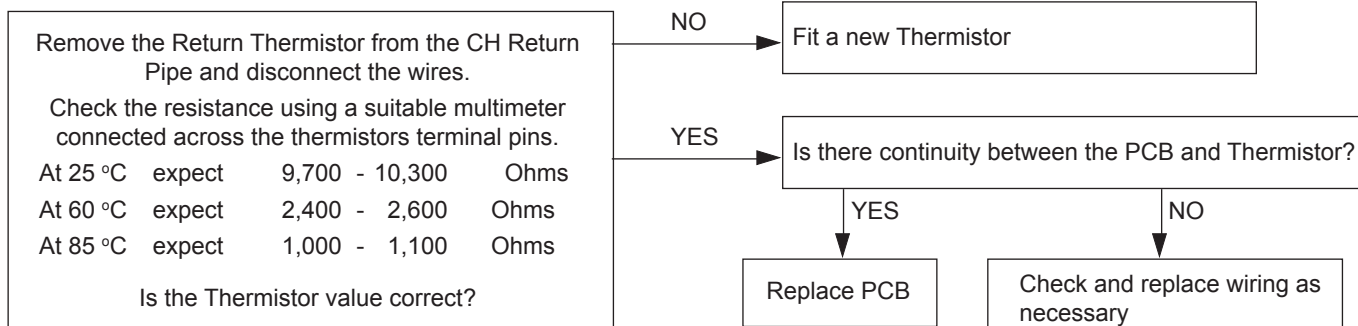 Remove the Return Thermistor from the CH Return
Pipe and disconnect the wires.
Check the resistance using a suitable multimeter
connected across the thermistors terminal pins.
At 25 °C expect 9,700 - 10,300 Ohms
At 60 °C expect 2,400 - 2,600 Ohms
At 85 °C expect 1,000 - 1,100 Ohms
Is the Thermistor value correct?
NO
Fit a new Thermistor
YES
Is there continuity between the PCB and Thermistor?
YES
Replace PCB
NO
Check and replace wiring as
necessary